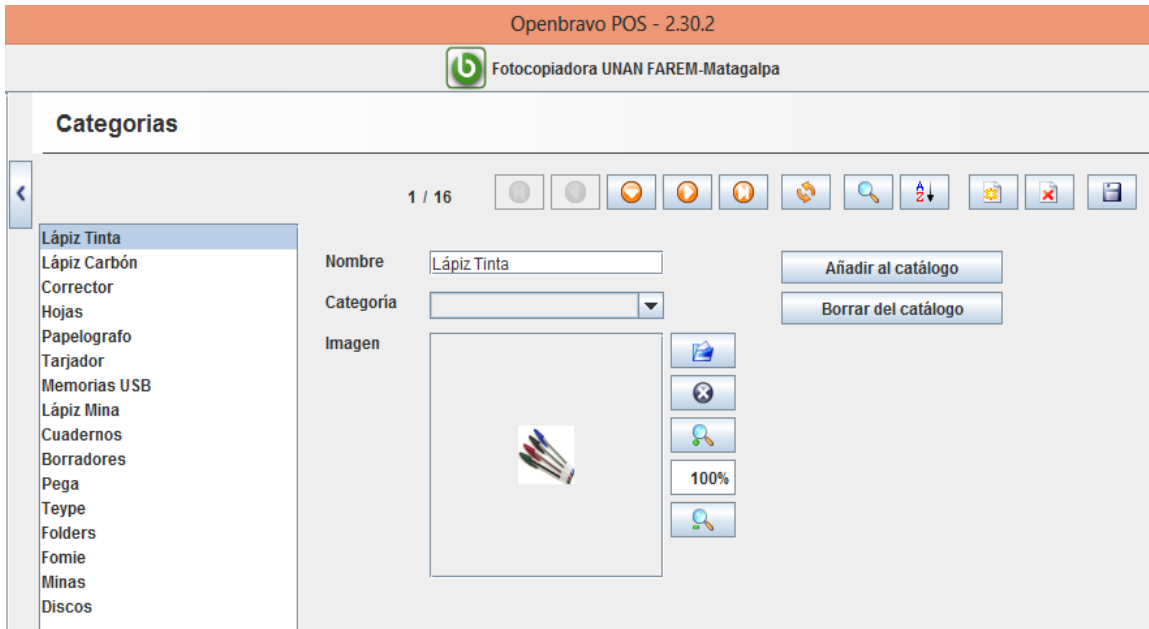 Openbravo POS - 2.30.2
Fotocopiadora UNAN FAREM-Matagalpa
Categorias
1 / 16
Lápiz Tinta
Lápiz Carbón
Corrector
Hojas
Papelografo
Tarjador
Memorias USB
Lápiz Mina
Cuadernos
Borradores
Pega
Teype
Folders
Fomie
Minas
Discos
Nombre
Lápiz Tinta
Categoria
Imagen
100%
Añadir al catálogo
Borrar del catálogo